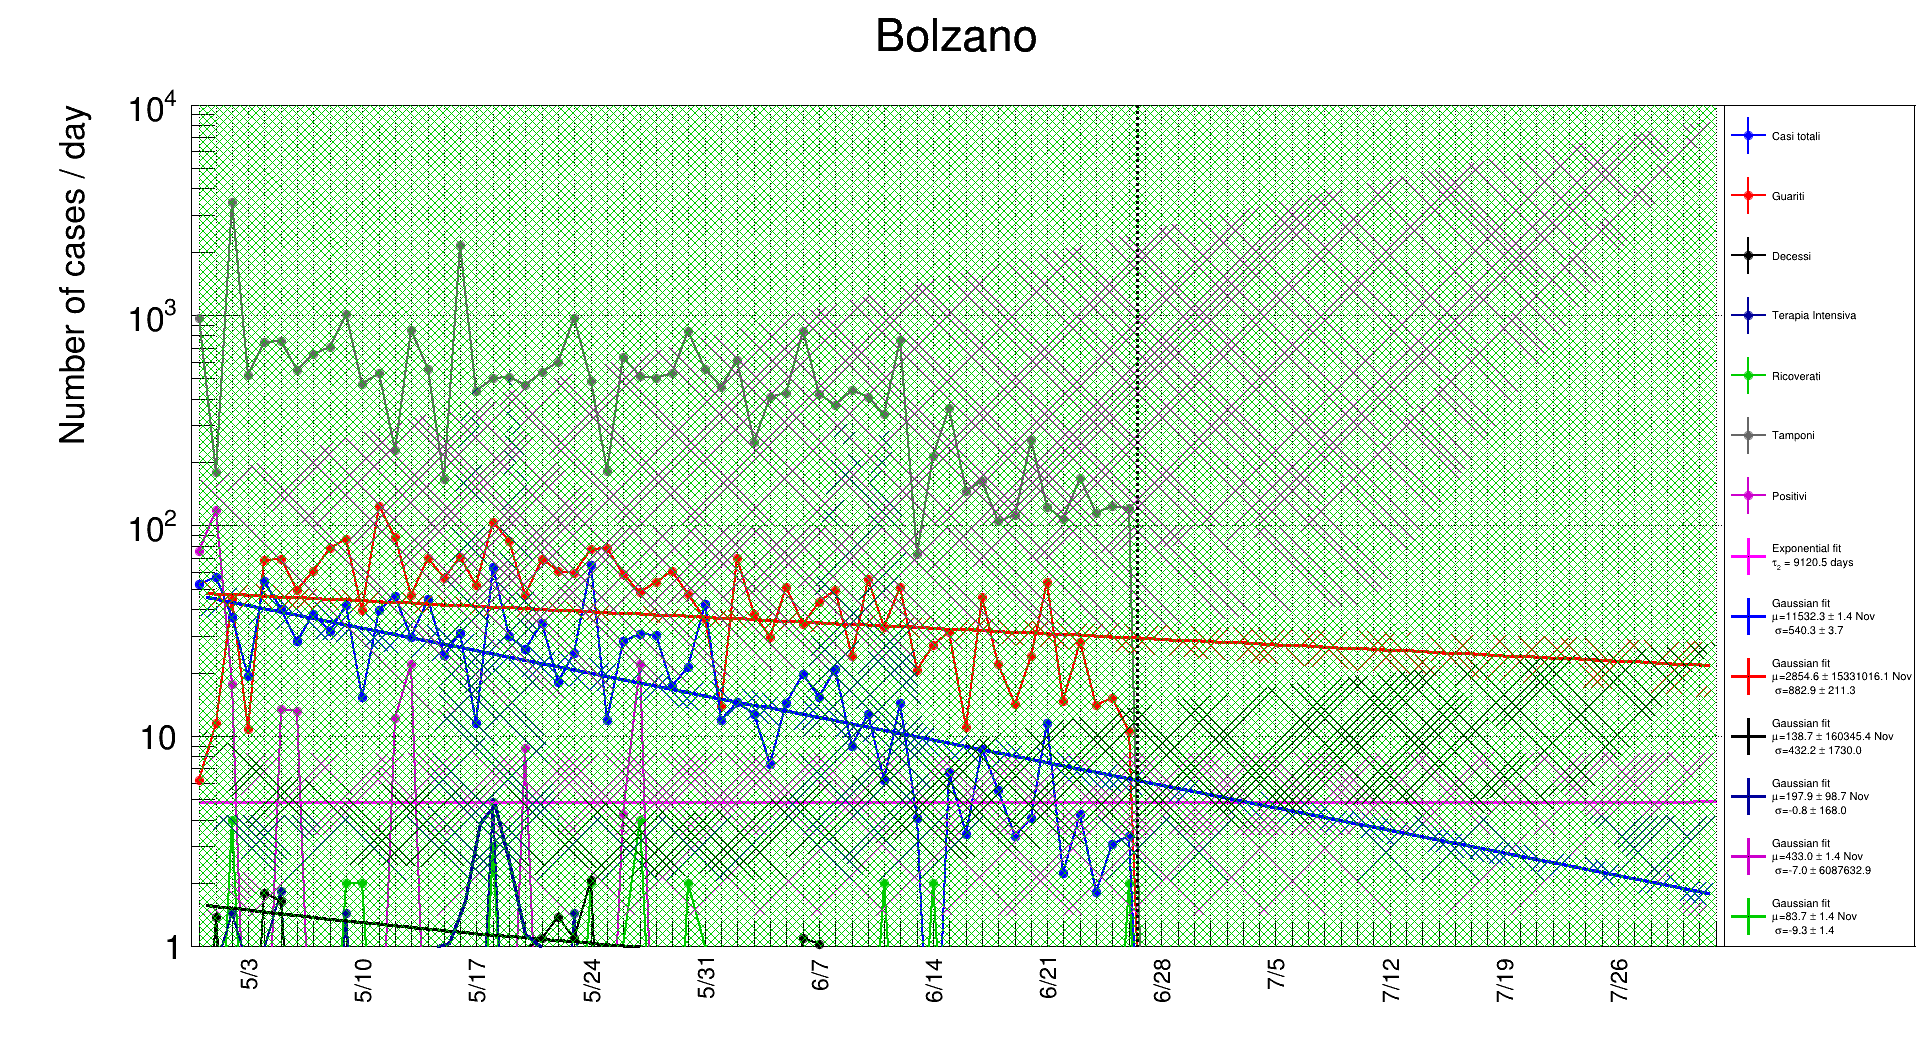 Bolzano
Number of cases / day
10⁴
10³
10²
10
1
5/3
5/10
5/17
5/24
5/31
6/7
6/14
6/21
6/28
7/5
7/12
7/19
7/26
Casi totali
Guariti
Decessi
Terapia Intensiva
Ricoverati
Tamponi
Positivi
Exponential fit
τ₂ = 9120.5 days
Gaussian fit
μ=11532.3 ± 1.4 Nov
σ=540.3 ± 3.7
Gaussian fit
μ=2854.6 ± 15331016.1 Nov
σ=882.9 ± 211.3
Gaussian fit
μ=138.7 ± 160345.4 Nov
σ=432.2 ± 1730.0
Gaussian fit
μ=197.9 ± 98.7 Nov
σ=-0.8 ± 168.0
Gaussian fit
μ=433.0 ± 1.4 Nov
σ=-7.0 ± 6087632.9
Gaussian fit
μ=83.7 ± 1.4 Nov
σ=-9.3 ± 1.4